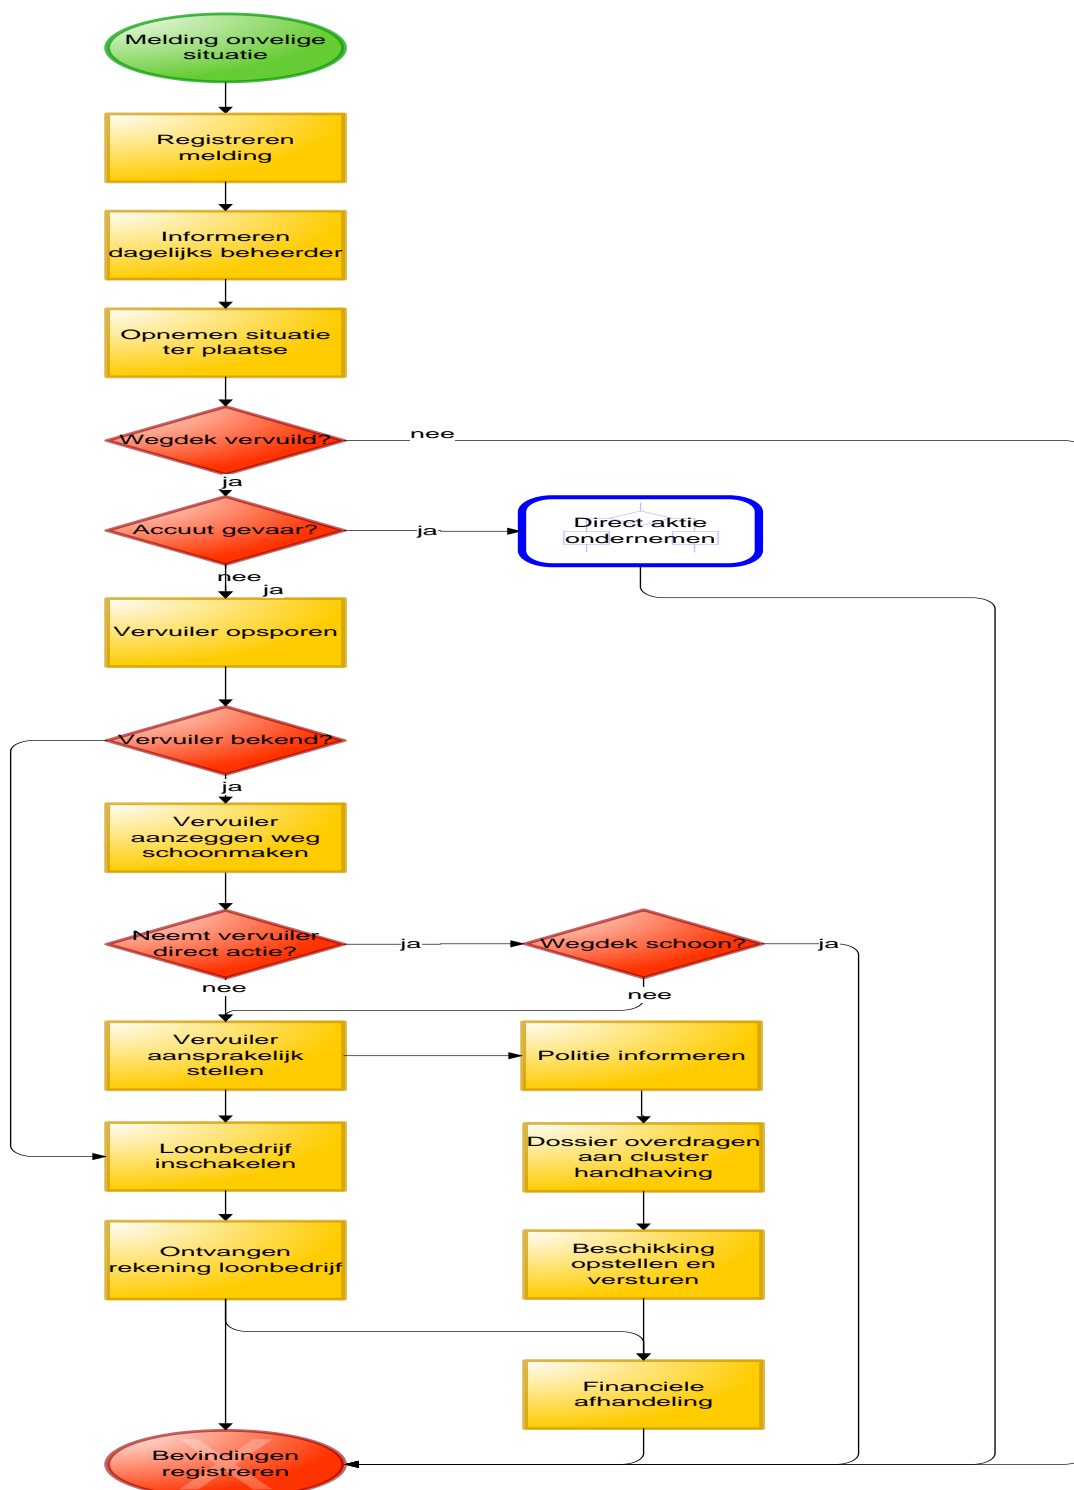 Melding onvelige
situatie
Registreren
melding
Informeren
dagelijks beheerder
Opnemen situatie
ter plaatse
Wegdek vervuild?
nee
ja
Accuut gevaar?
ja
Direct aktie
ondernemen
nee
ja
Vervuiler opsporen
Vervuiler bekend?
ja
Vervuiler
aanzeggen weg
schoonmaken
Neemt vervuiler
direct actie?
ja
Wegdek schoon?
ja
nee
nee
Vervuiler
aansprakelijk
stellen
Politie informeren
Loonbedrijf
inschakelen
Dossier overdragen
aan cluster
handhaving
Ontvangen
rekening loonbedrijf
Beschikking
opstellen en
versturen
Financiele
afhandeling
Bevindingen
registreren